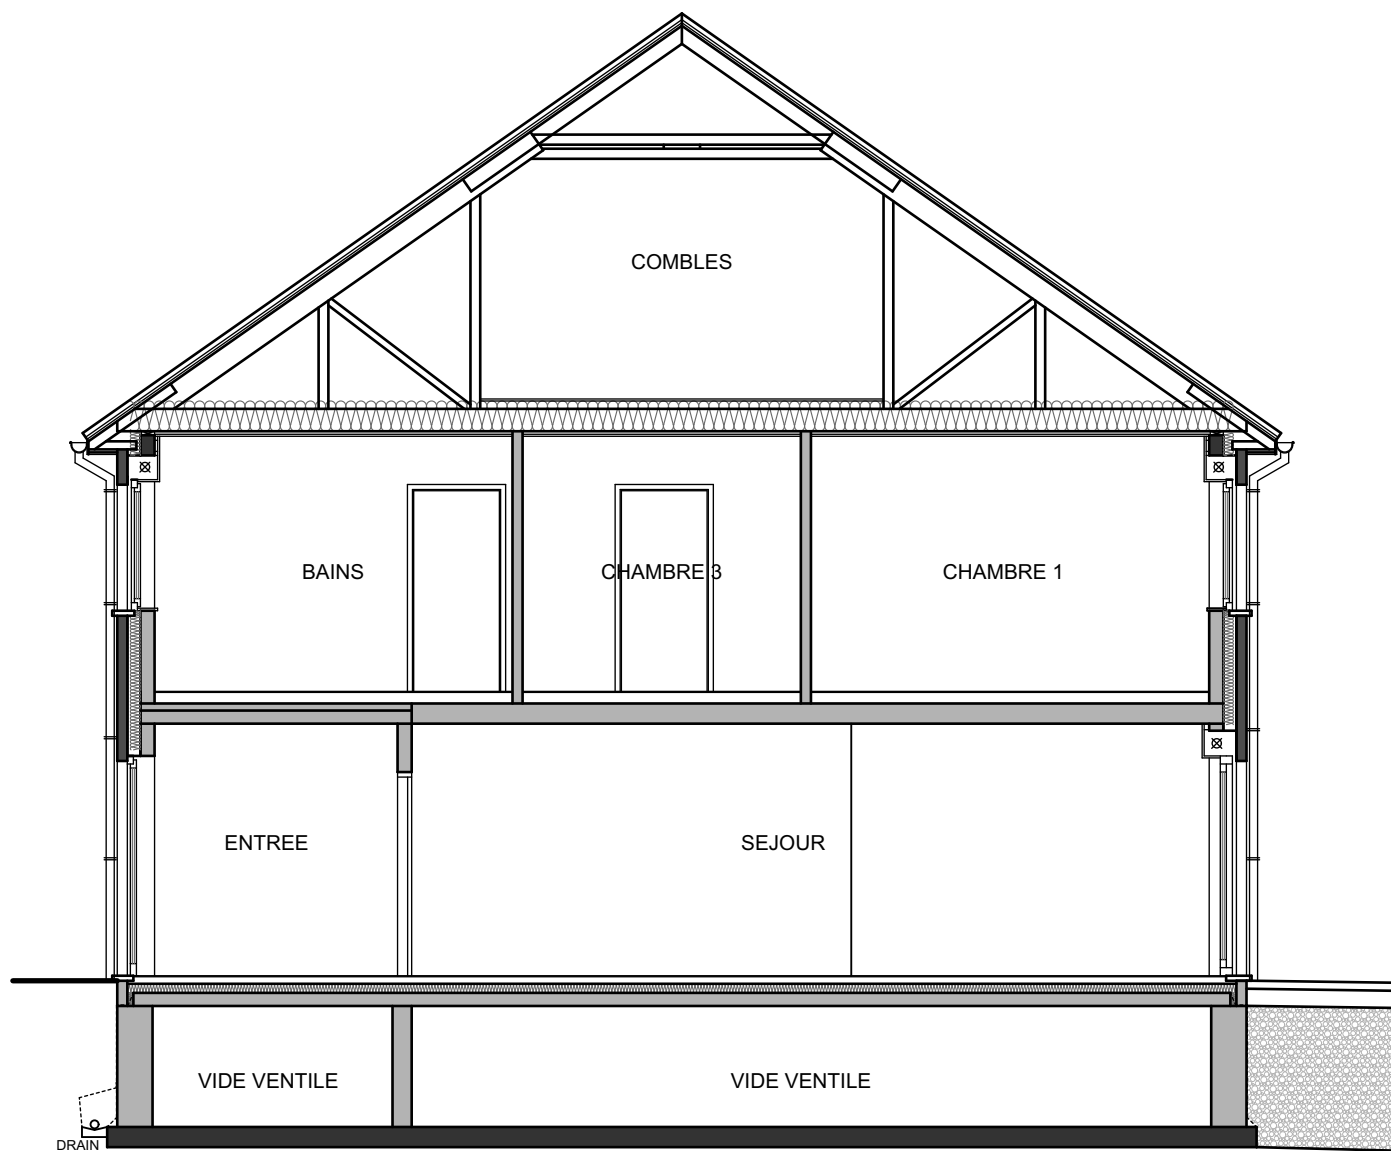 COMBLES
BAINS
CHAMBRE 3
CHAMBRE 1
ENTREE
SEJOUR
VIDE VENTILE
VIDE VENTILE
DRAIN